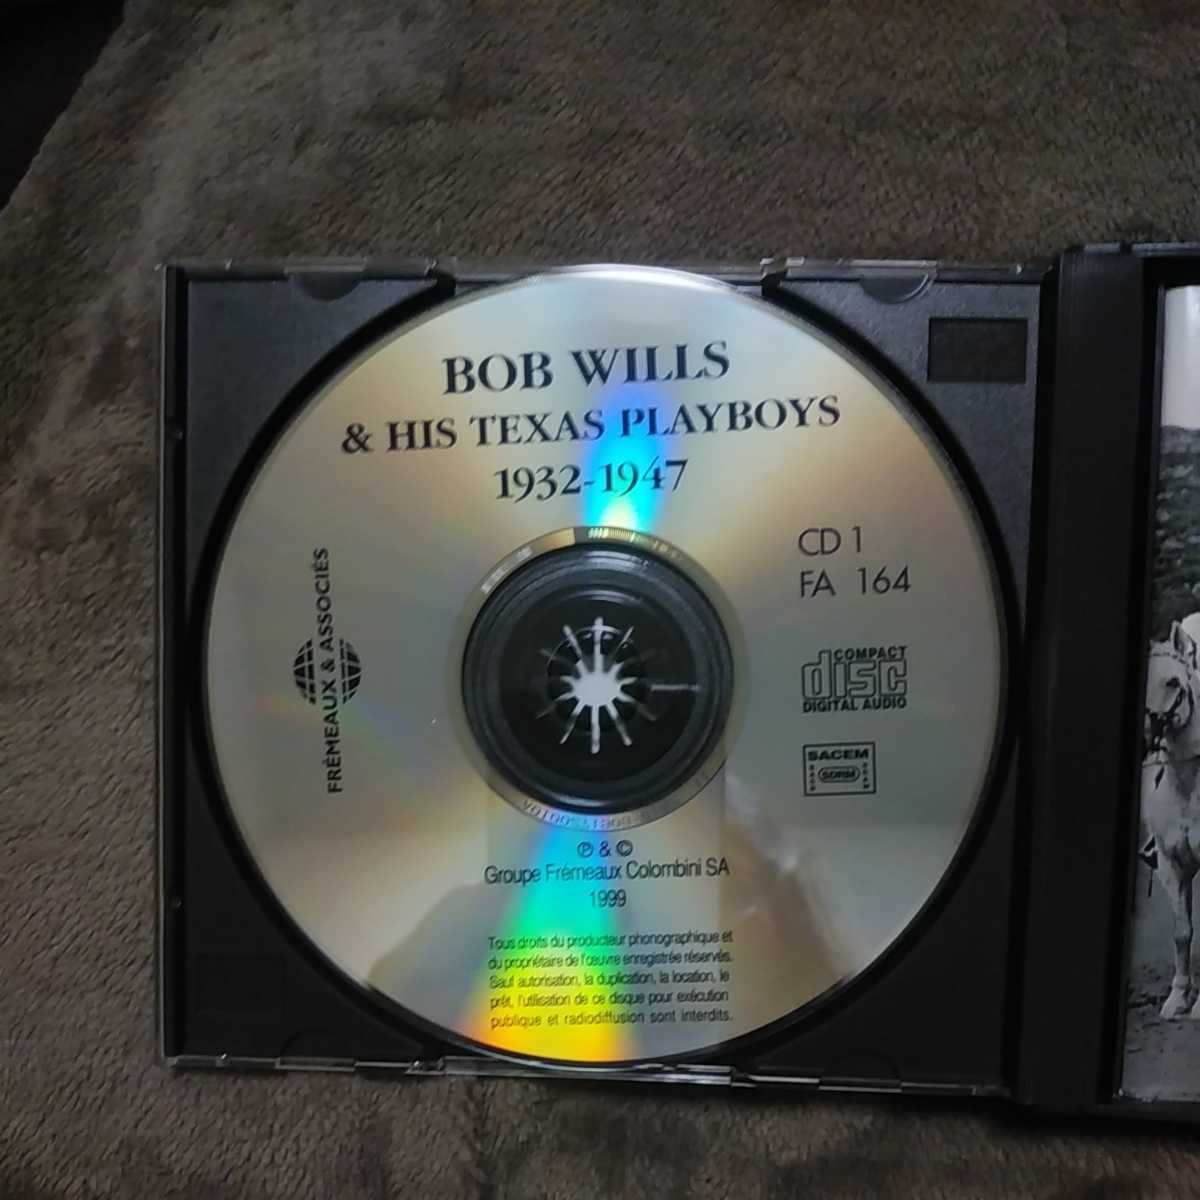 BOB WILLS
& HIS TEXAS PLAYBOYS
1932-1947
CD 1
FA 164
FRÉMEAUX & ASSOCIÉS
COMPACT
disc
DIGITAL AUDIO
SACEM
SDRM
℗ & ©
Groupe Frémeaux Colombini SA
1999
Tous droits du producteur phonographique et
du propriétaire de l'œuvre enregistrée réservés.
Sauf autorisation, la duplication, la location, le
prêt, l'utilisation de ce disque pour exécution
publique et radiodiffusion sont interdits.